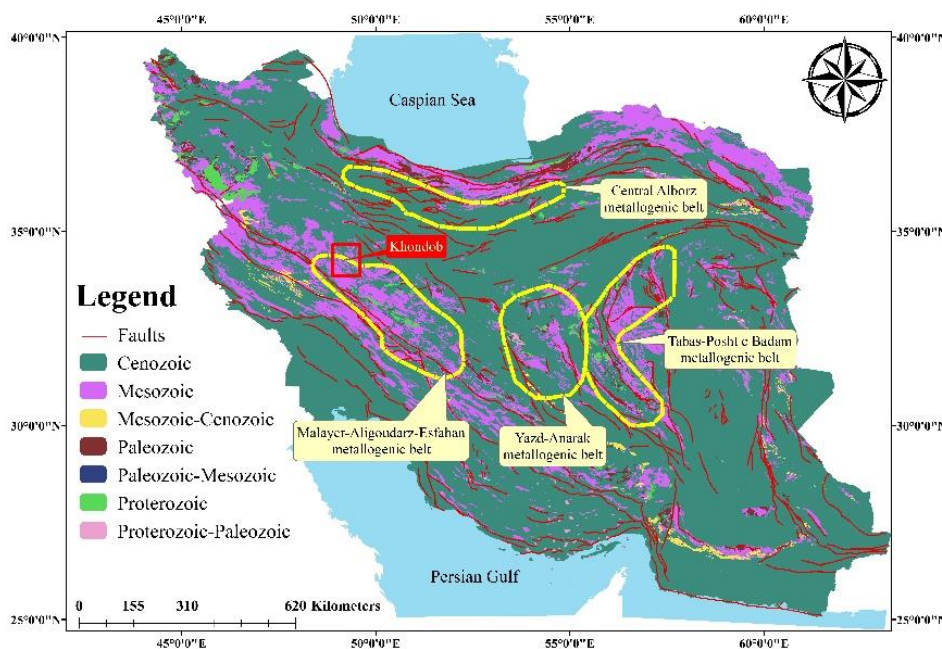 45°0'0"E 50°0'0"E 55°0'0"E 60°0'0"E
40°0'0"N 40°0'0"N
Caspian Sea
Central Alborz
metallogenic belt
35°0'0"N 35°0'0"N
Khondob
Legend
Faults
Cenozoic
Mesozoic
Mesozoic-Cenozoic
Paleozoic
Paleozoic-Mesozoic
Proterozoic
Proterozoic-Paleozoic
Tabas-Posht e Badam
metallogenic belt
Malayer-Aligoudarz-Esfahan
metallogenic belt
Yazd-Anarak
metallogenic belt
30°0'0"N 30°0'0"N
Persian Gulf
0 155 310 620 Kilometers
25°0'0"N 25°0'0"N
45°0'0"E 50°0'0"E 55°0'0"E 60°0'0"E